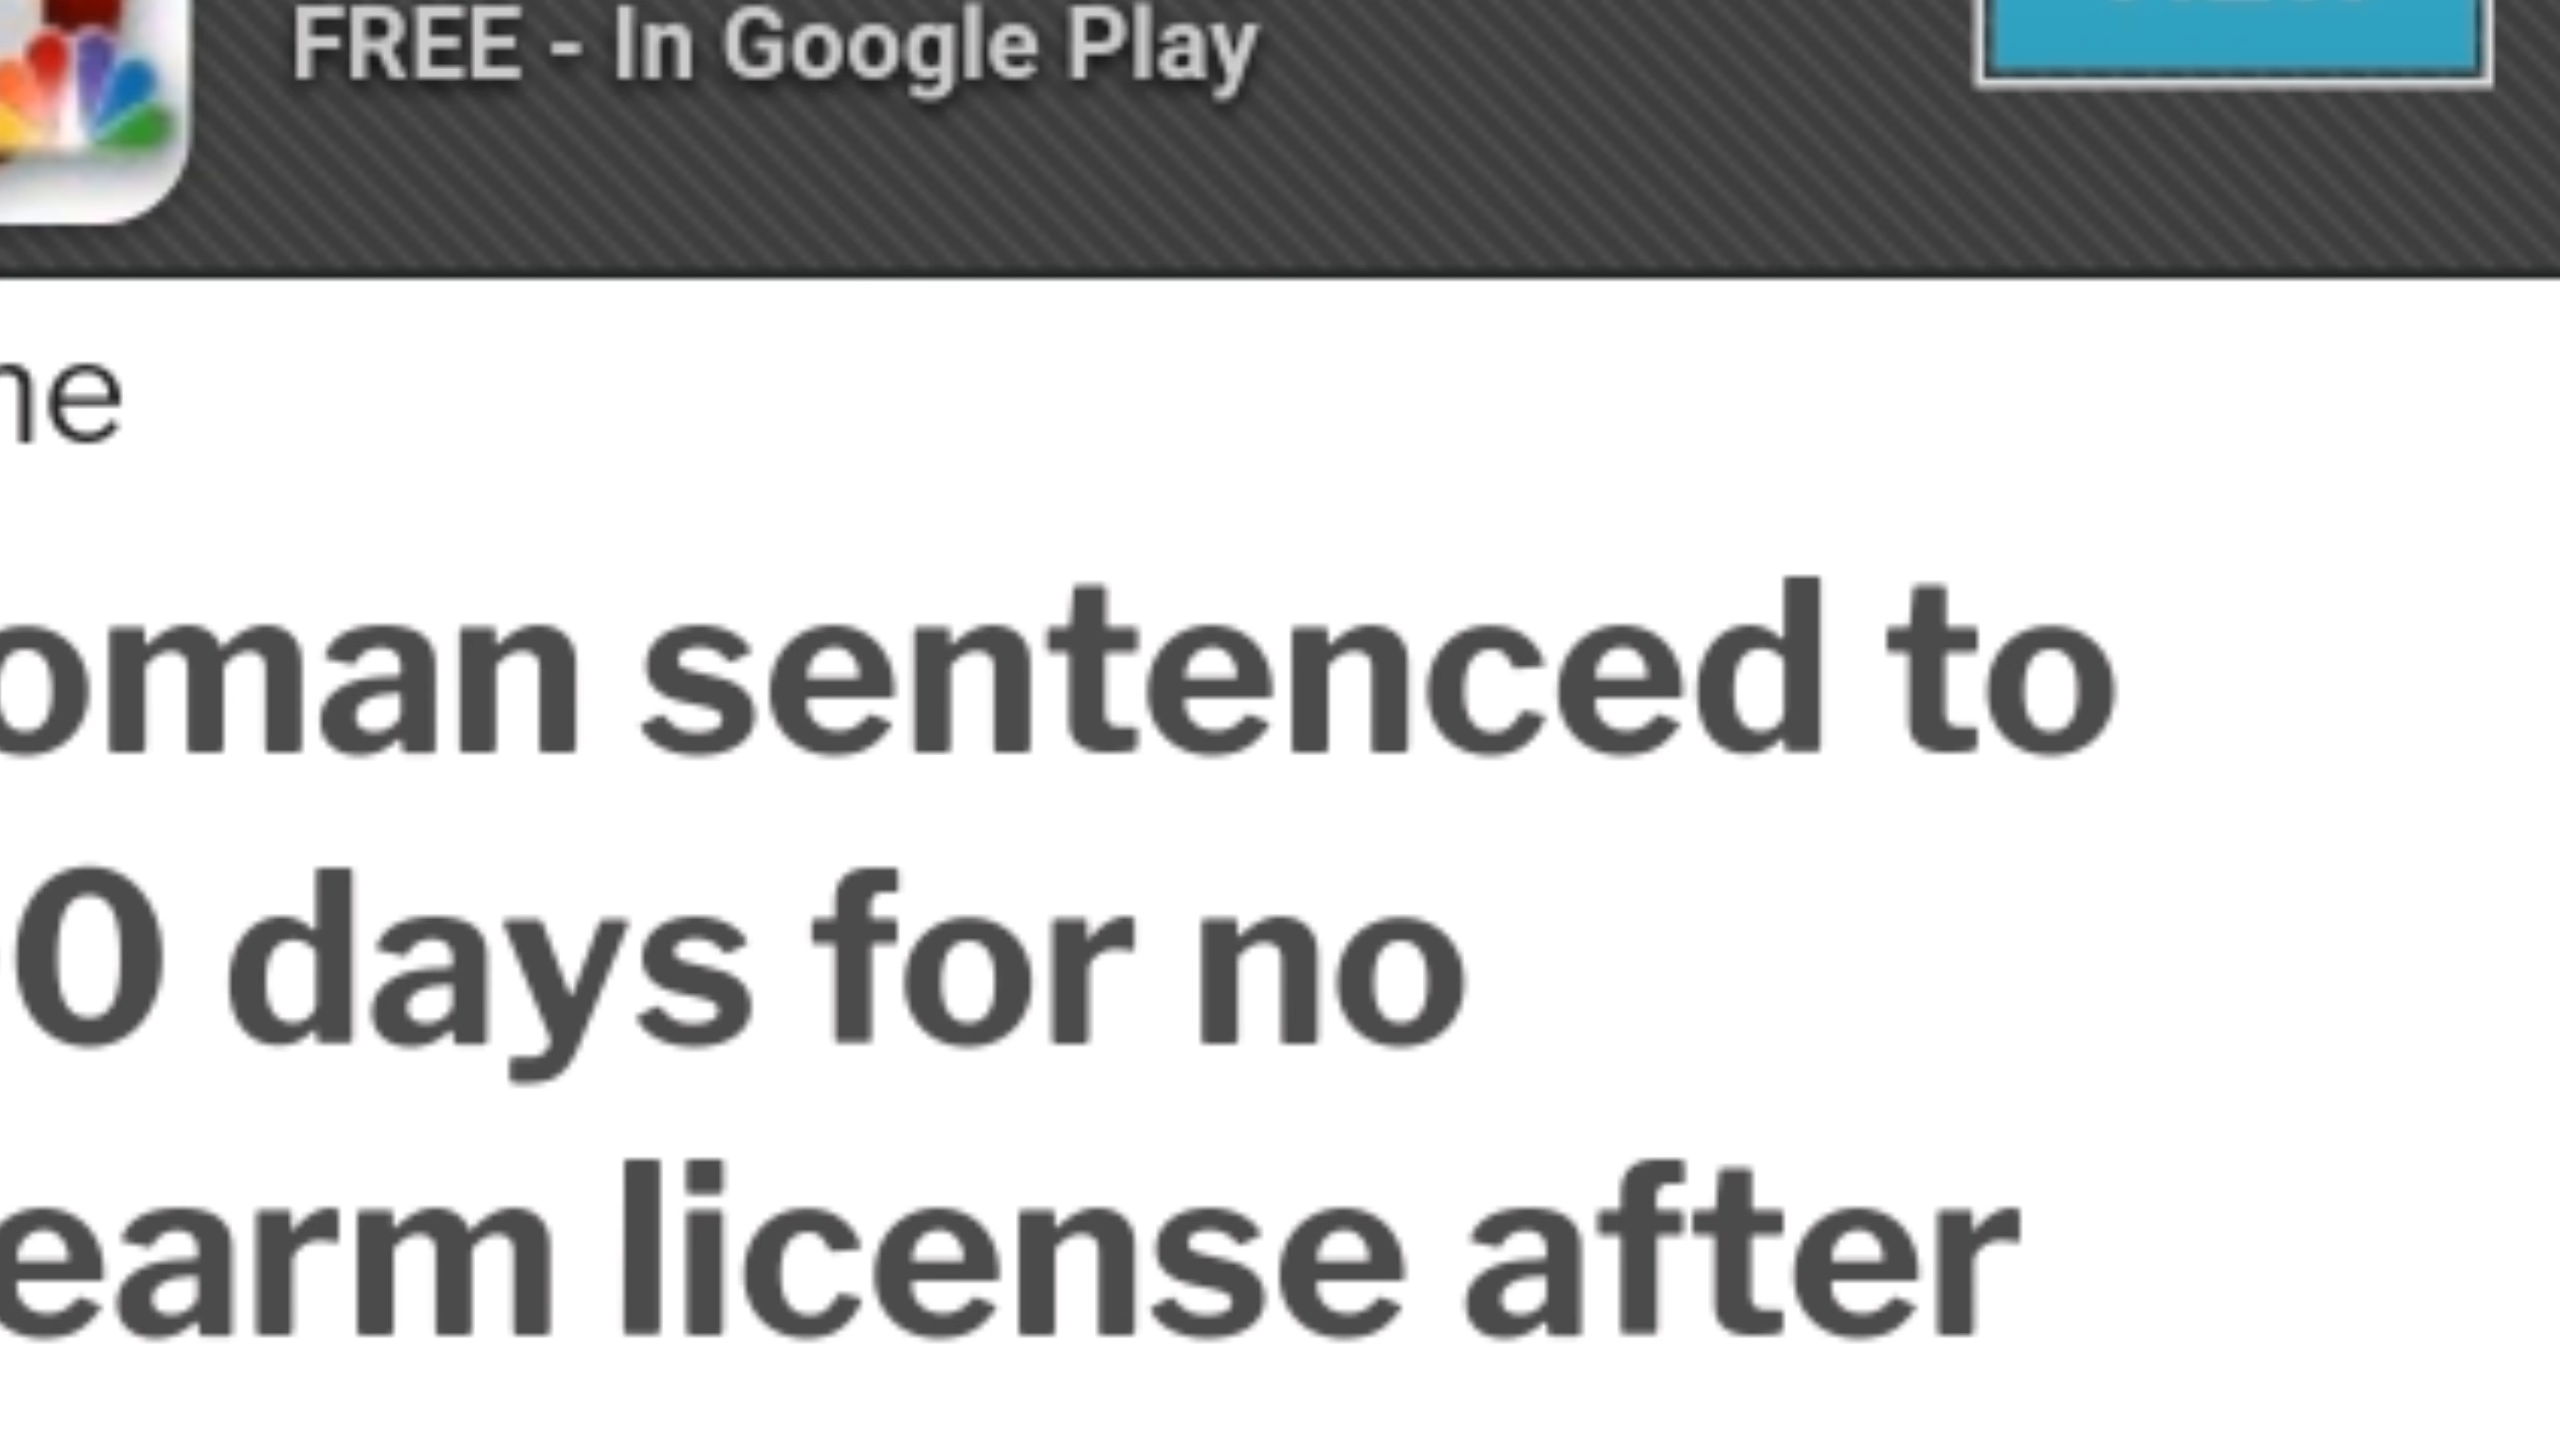 FREE - In Google Play
ne
oman sentenced to
0 days for no
earm license after